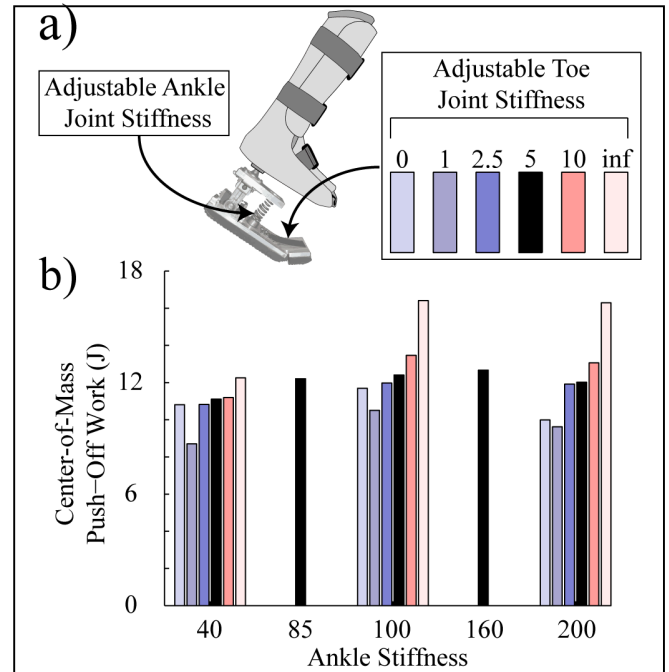 a)
Adjustable Ankle
Joint Stiffness
Adjustable Toe
Joint Stiffness
0 1 2.5 5 10 inf
b)
Center-of-Mass
Push–Off Work (J)
18
12
6
0
40 85 100 160 200
Ankle Stiffness